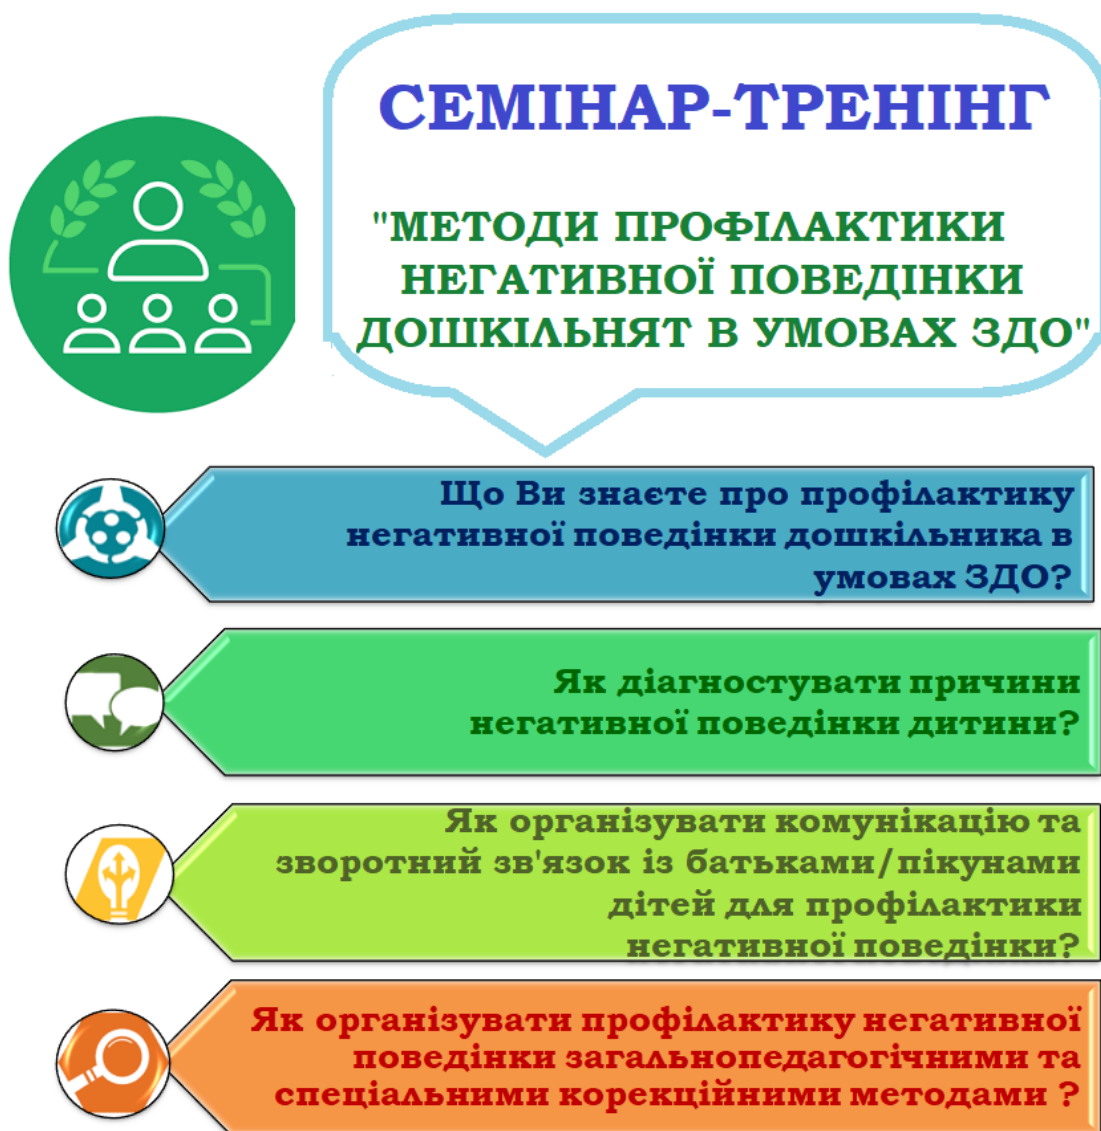 СЕМІНАР-ТРЕНІНГ
"МЕТОДИ ПРОФІЛАКТИКИ
НЕГАТИВНОЇ ПОВЕДІНКИ
ДОШКІЛЬНЯТ В УМОВАХ ЗДО"
Що Ви знаєте про профілактику
негативної поведінки дошкільника в
умовах ЗДО?
Як діагностувати причини
негативної поведінки дитини?
Як організувати комунікацію та
зворотний зв'язок із батьками/пікунами
дітей для профілактики
негативної поведінки?
Як організувати профілактику негативної
поведінки загальнопедагогічними та
спеціальними корекційними методами ?